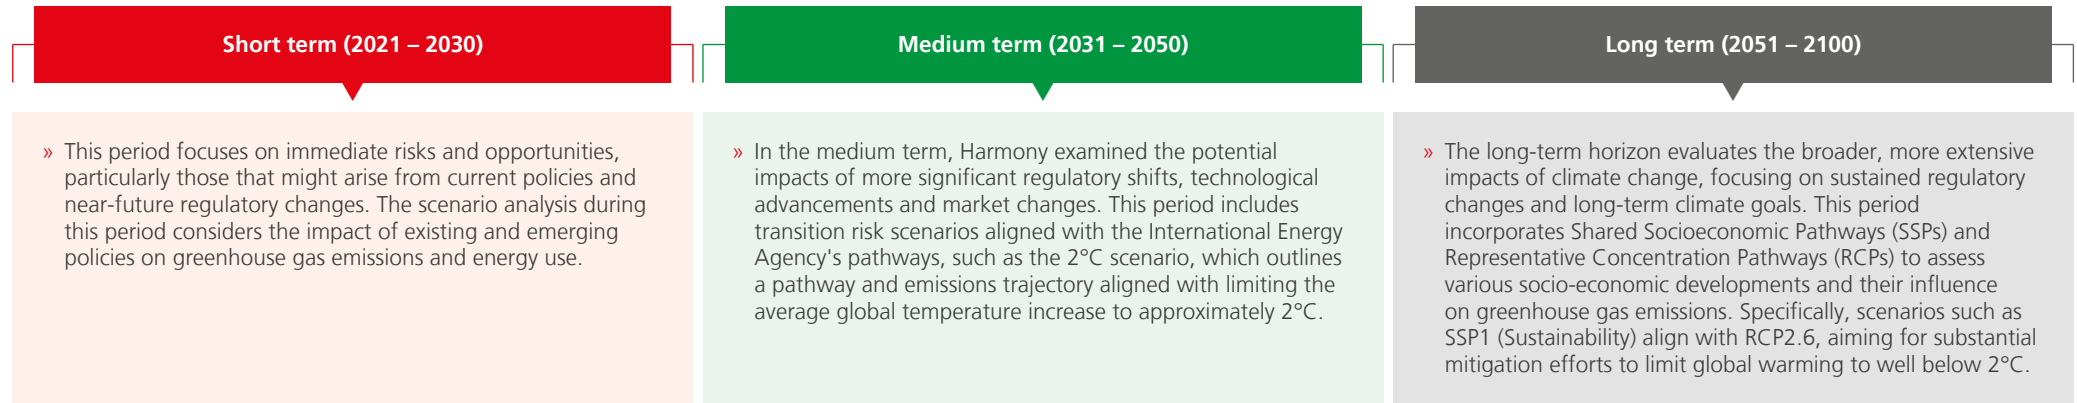 Short term (2021 – 2030)
» This period focuses on immediate risks and opportunities,
particularly those that might arise from current policies and
near-future regulatory changes. The scenario analysis during
this period considers the impact of existing and emerging
policies on greenhouse gas emissions and energy use.
Medium term (2031 – 2050)
» In the medium term, Harmony examined the potential
impacts of more significant regulatory shifts, technological
advancements and market changes. This period includes
transition risk scenarios aligned with the International Energy
Agency's pathways, such as the 2°C scenario, which outlines
a pathway and emissions trajectory aligned with limiting the
average global temperature increase to approximately 2°C.
Long term (2051 – 2100)
» The long-term horizon evaluates the broader, more extensive
impacts of climate change, focusing on sustained regulatory
changes and long-term climate goals. This period
incorporates Shared Socioeconomic Pathways (SSPs) and
Representative Concentration Pathways (RCPs) to assess
various socio-economic developments and their influence
on greenhouse gas emissions. Specifically, scenarios such as
SSP1 (Sustainability) align with RCP2.6, aiming for substantial
mitigation efforts to limit global warming to well below 2°C.